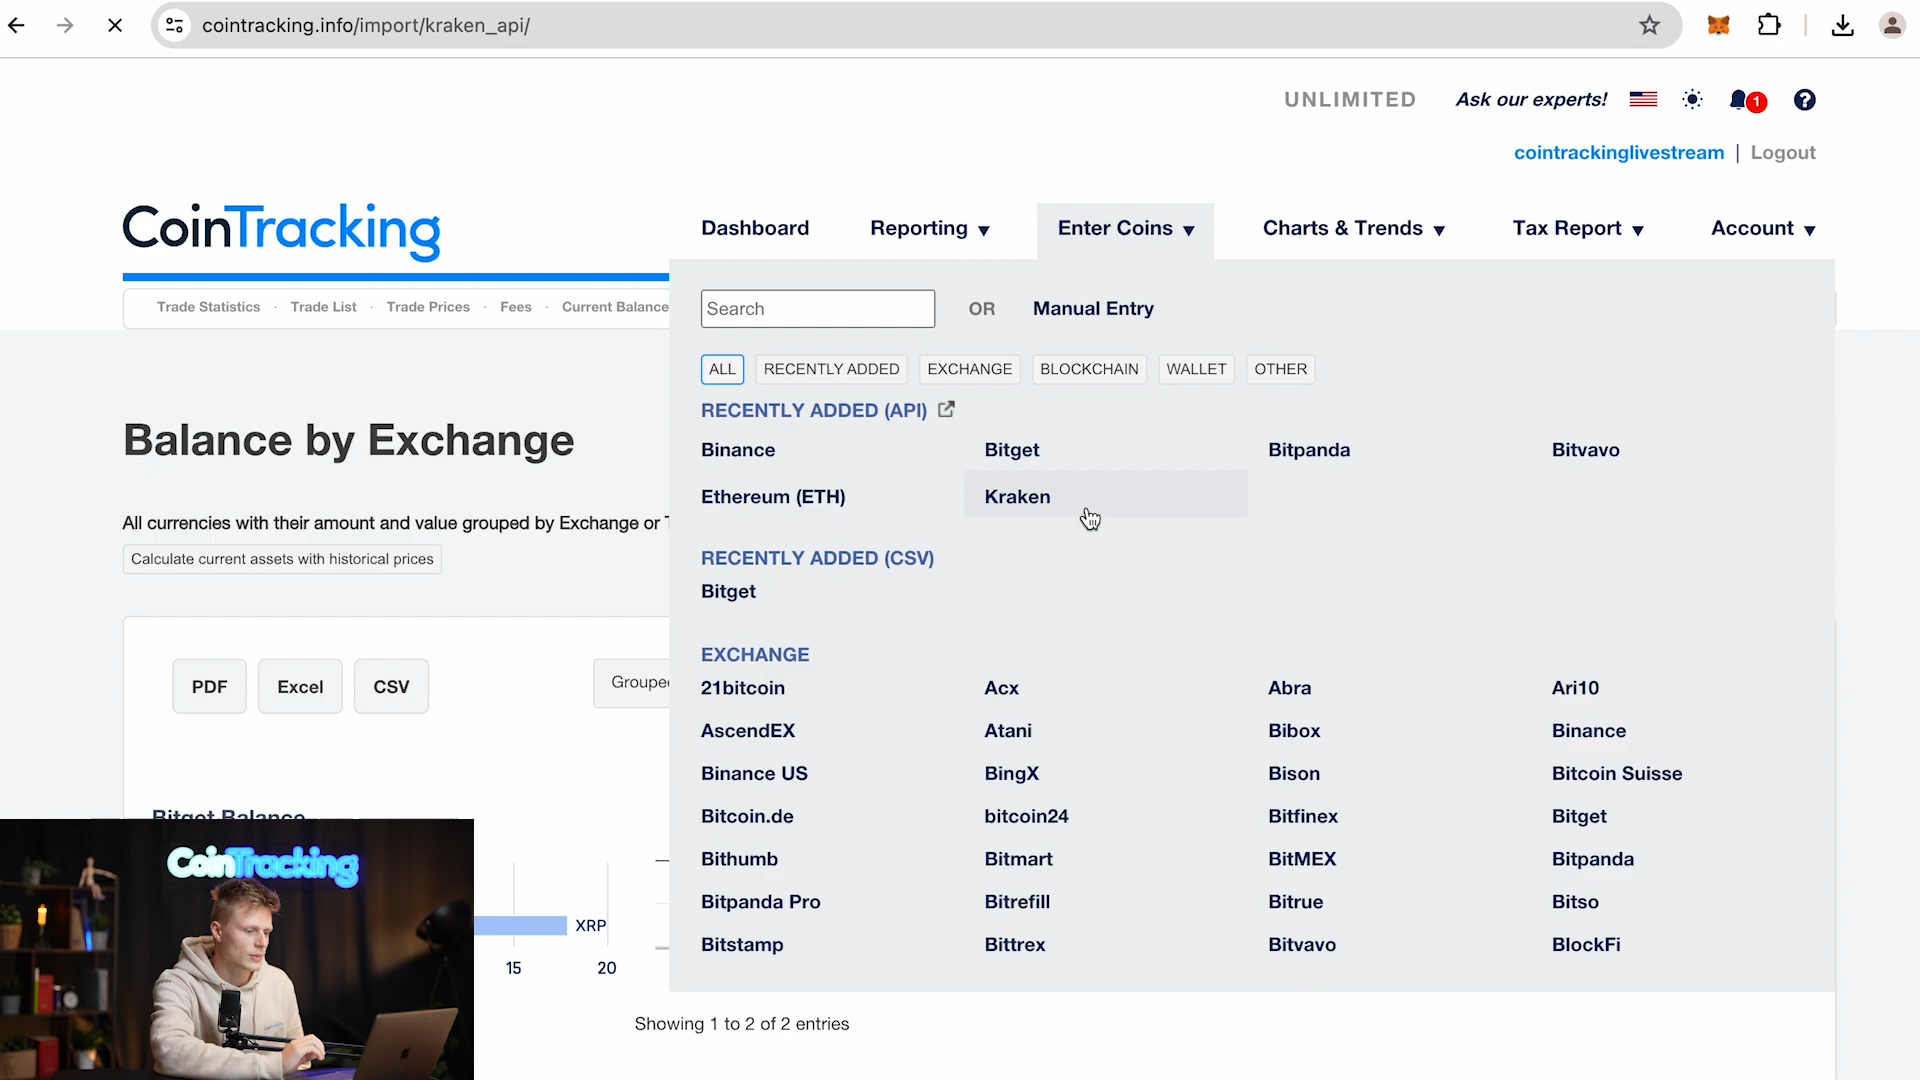 cointracking.info/import/kraken_api/
UNLIMITED Ask our experts! 1 ?
cointrackinglivestream | Logout
CoinTracking
Dashboard Reporting ▼ Enter Coins ▼ Charts & Trends ▼ Tax Report ▼ Account ▼
Trade Statistics · Trade List · Trade Prices · Fees · Current Balance
Search OR Manual Entry
ALL RECENTLY ADDED EXCHANGE BLOCKCHAIN WALLET OTHER
RECENTLY ADDED (API)
Binance Bitget Bitpanda Bitvavo
Ethereum (ETH) Kraken
RECENTLY ADDED (CSV)
Bitget
EXCHANGE
21bitcoin Acx Abra Ari10
AscendEX Atani Bibox Binance
Binance US BingX Bison Bitcoin Suisse
Bitcoin.de bitcoin24 Bitfinex Bitget
Bithumb Bitmart BitMEX Bitpanda
Bitpanda Pro Bitrefill Bitrue Bitso
Bitstamp Bittrex Bitvavo BlockFi
Balance by Exchange
All currencies with their amount and value grouped by Exchange or
Calculate current assets with historical prices
PDF Excel CSV
Grouped
Bitget Balance
XRP
15 20
Showing 1 to 2 of 2 entries
CoinTracking